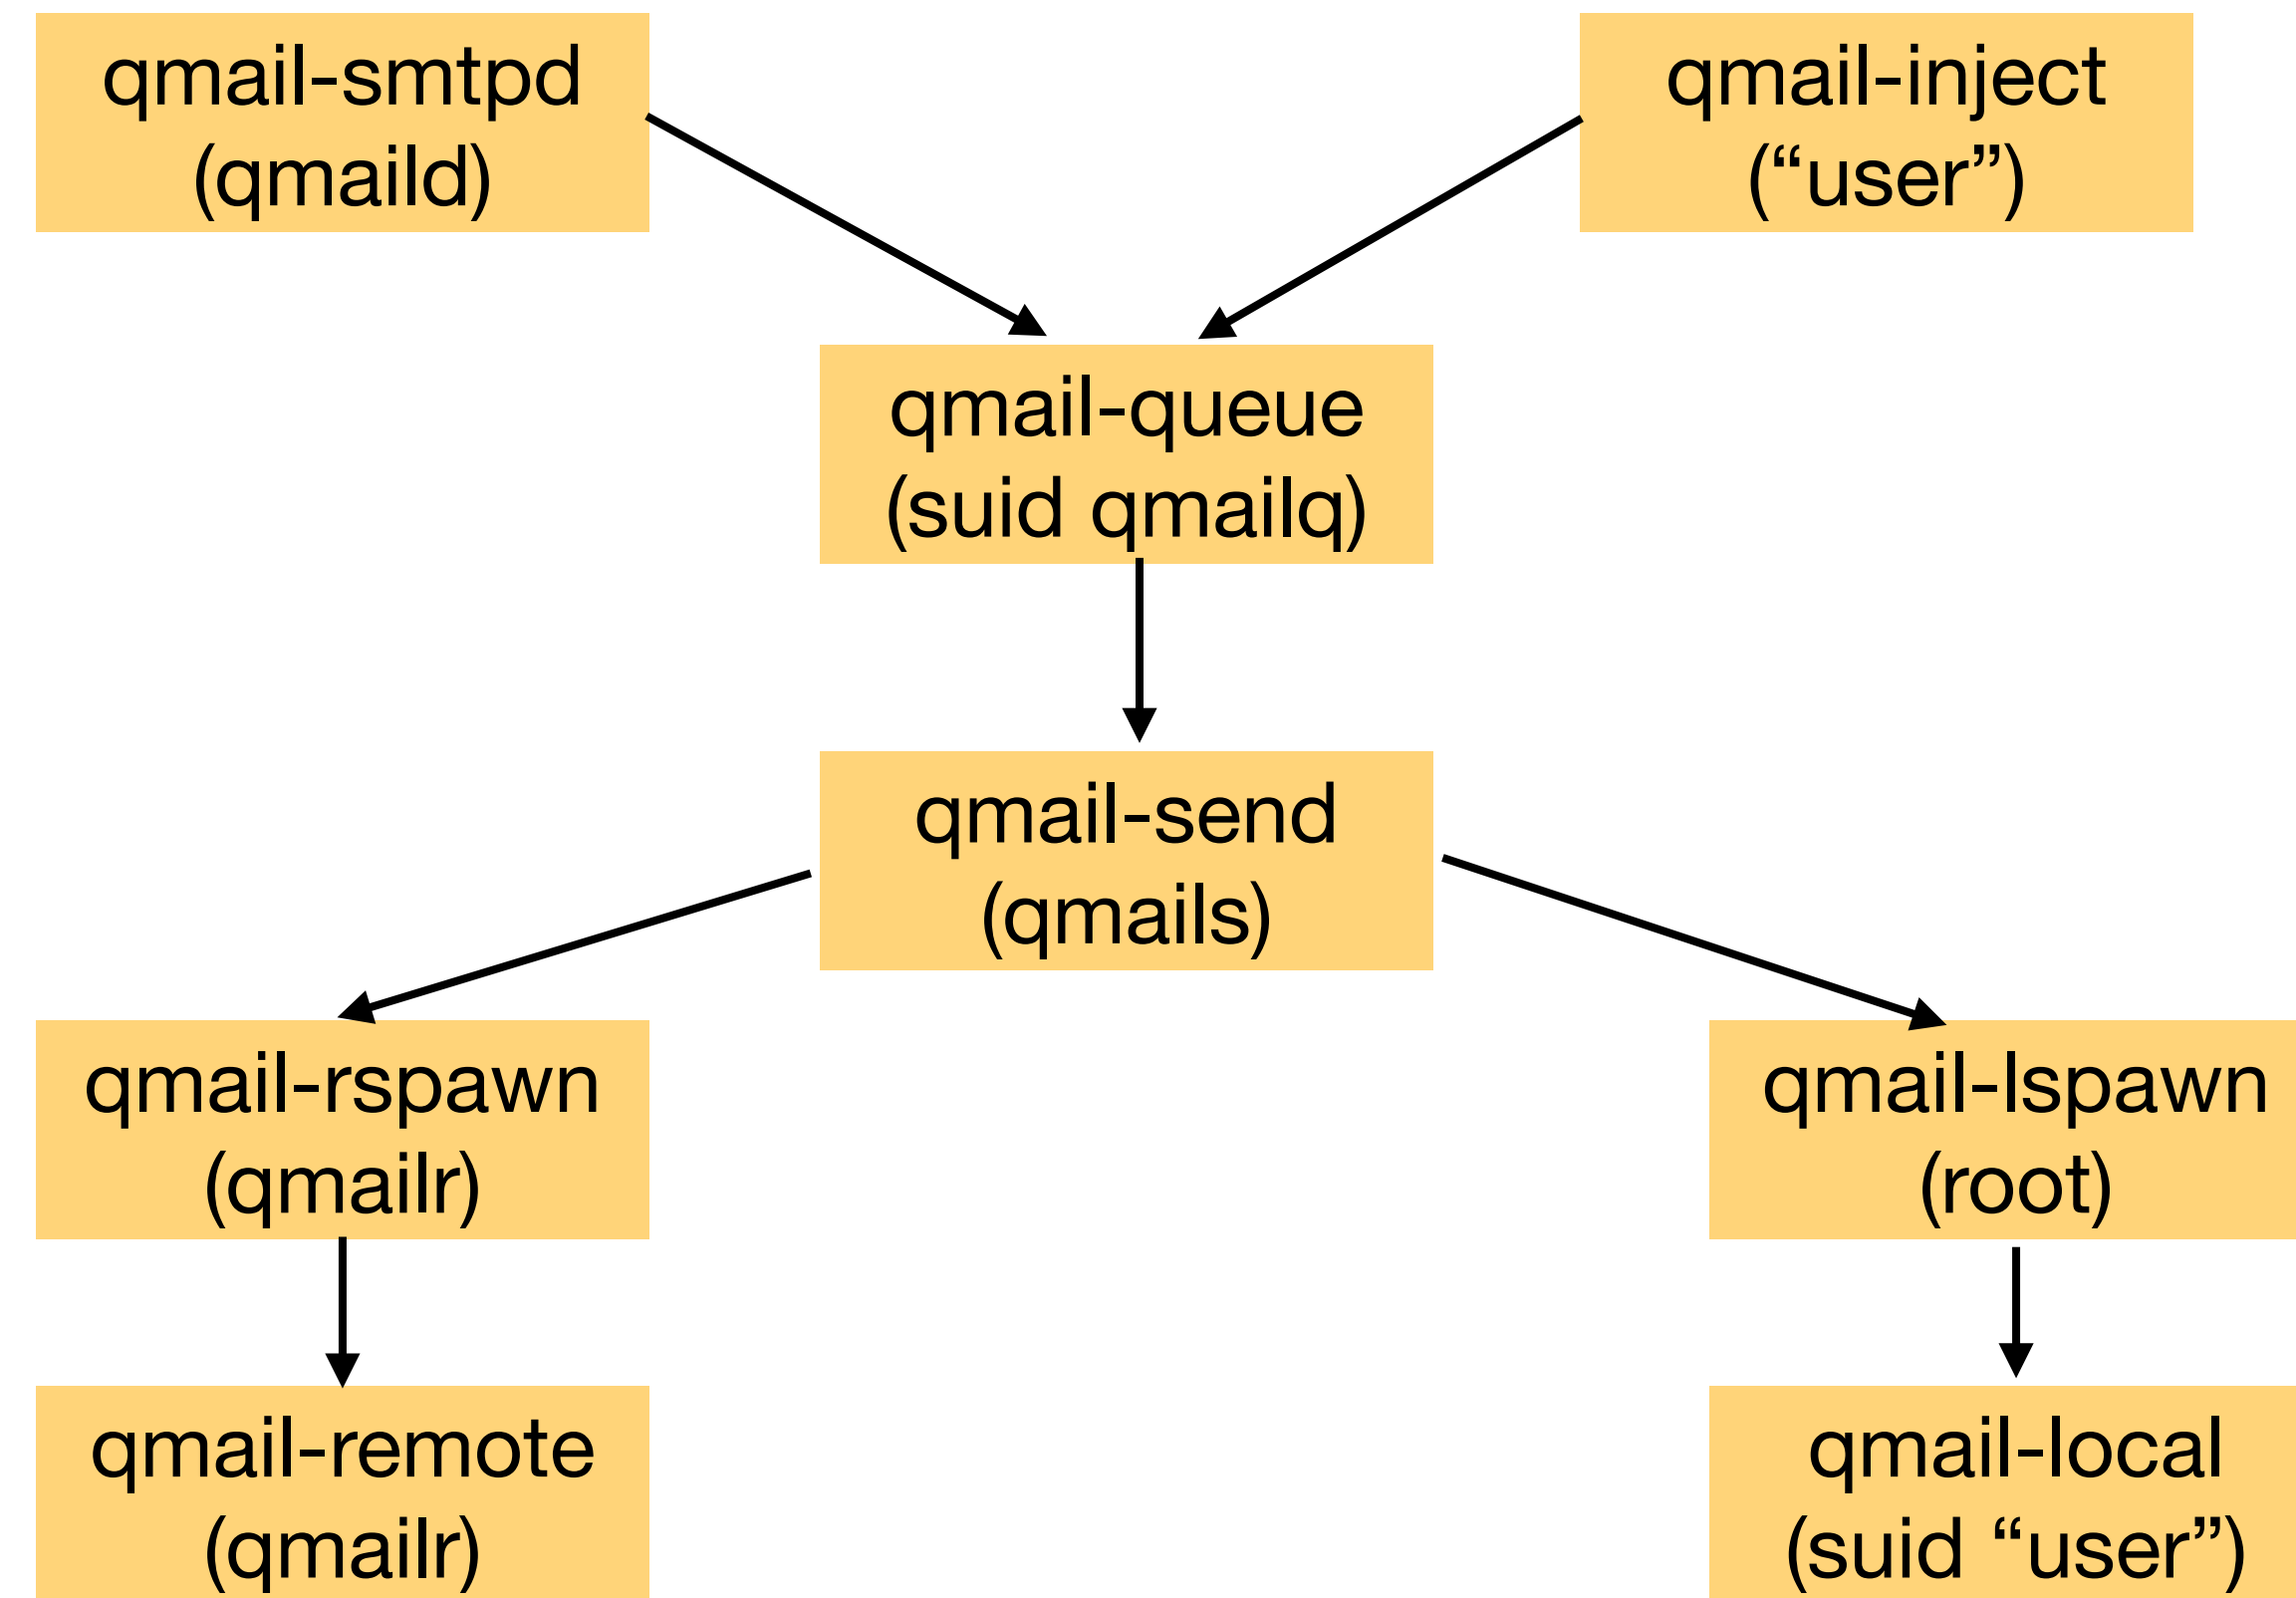 qmail-smtpd
(qmaild)
qmail-inject
(“user”)
qmail-queue
(suid qmailq)
qmail-send
(qmails)
qmail-rspawn
(qmailr)
qmail-lspawn
(root)
qmail-remote
(qmailr)
qmail-local
(suid “user”)